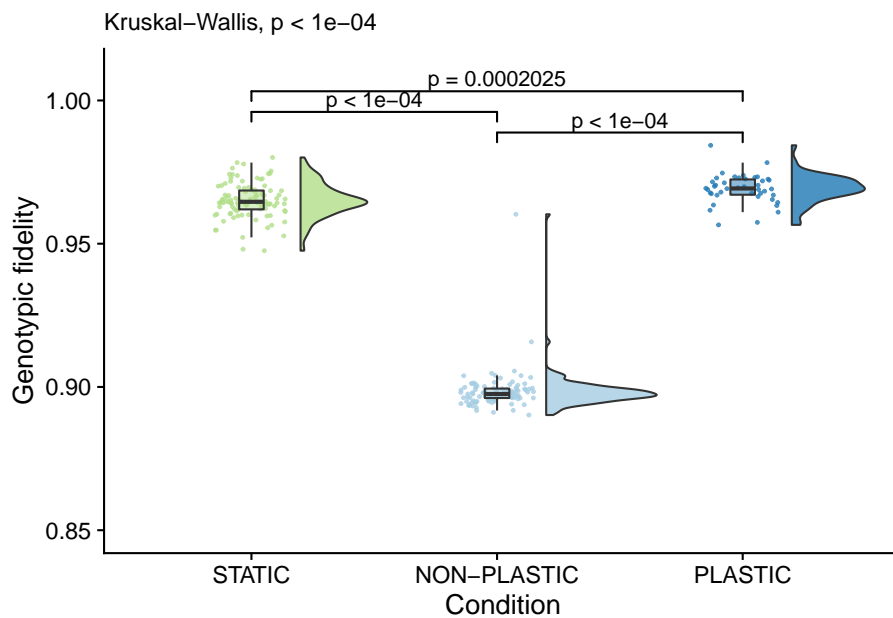 Kruskal−Wallis, p < 1e−04
p = 0.0002025
p < 1e−04
p < 1e−04
1.00
0.95
0.90
0.85
Genotypic fidelity
STATIC
NON−PLASTIC
PLASTIC
Condition